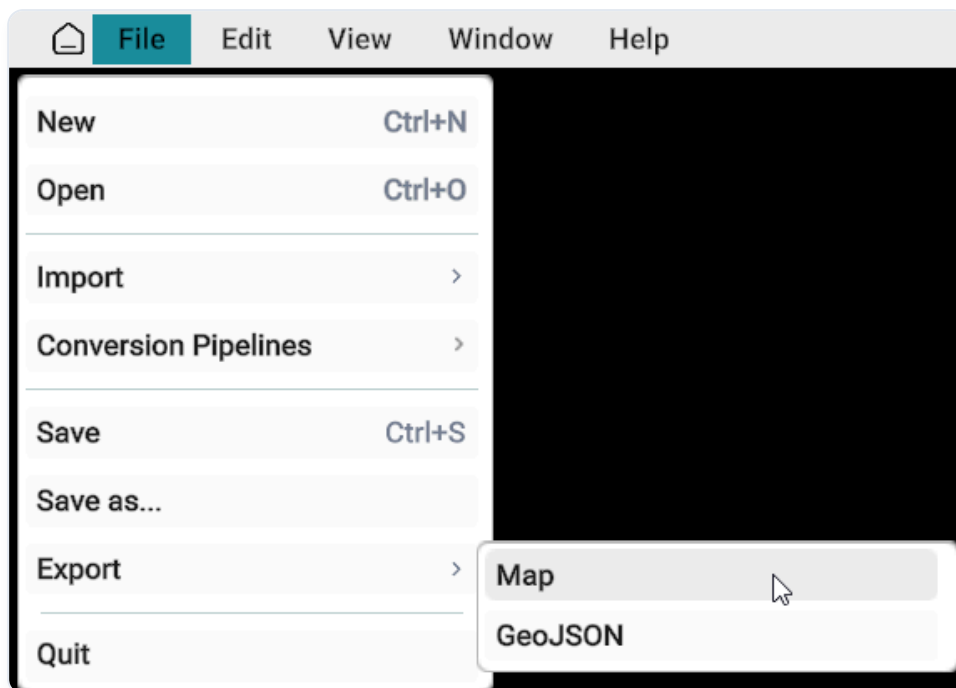 File Edit View Window Help
New Ctrl+N
Open Ctrl+O
Import
Conversion Pipelines
Save Ctrl+S
Save as...
Export
Map
GeoJSON
Quit